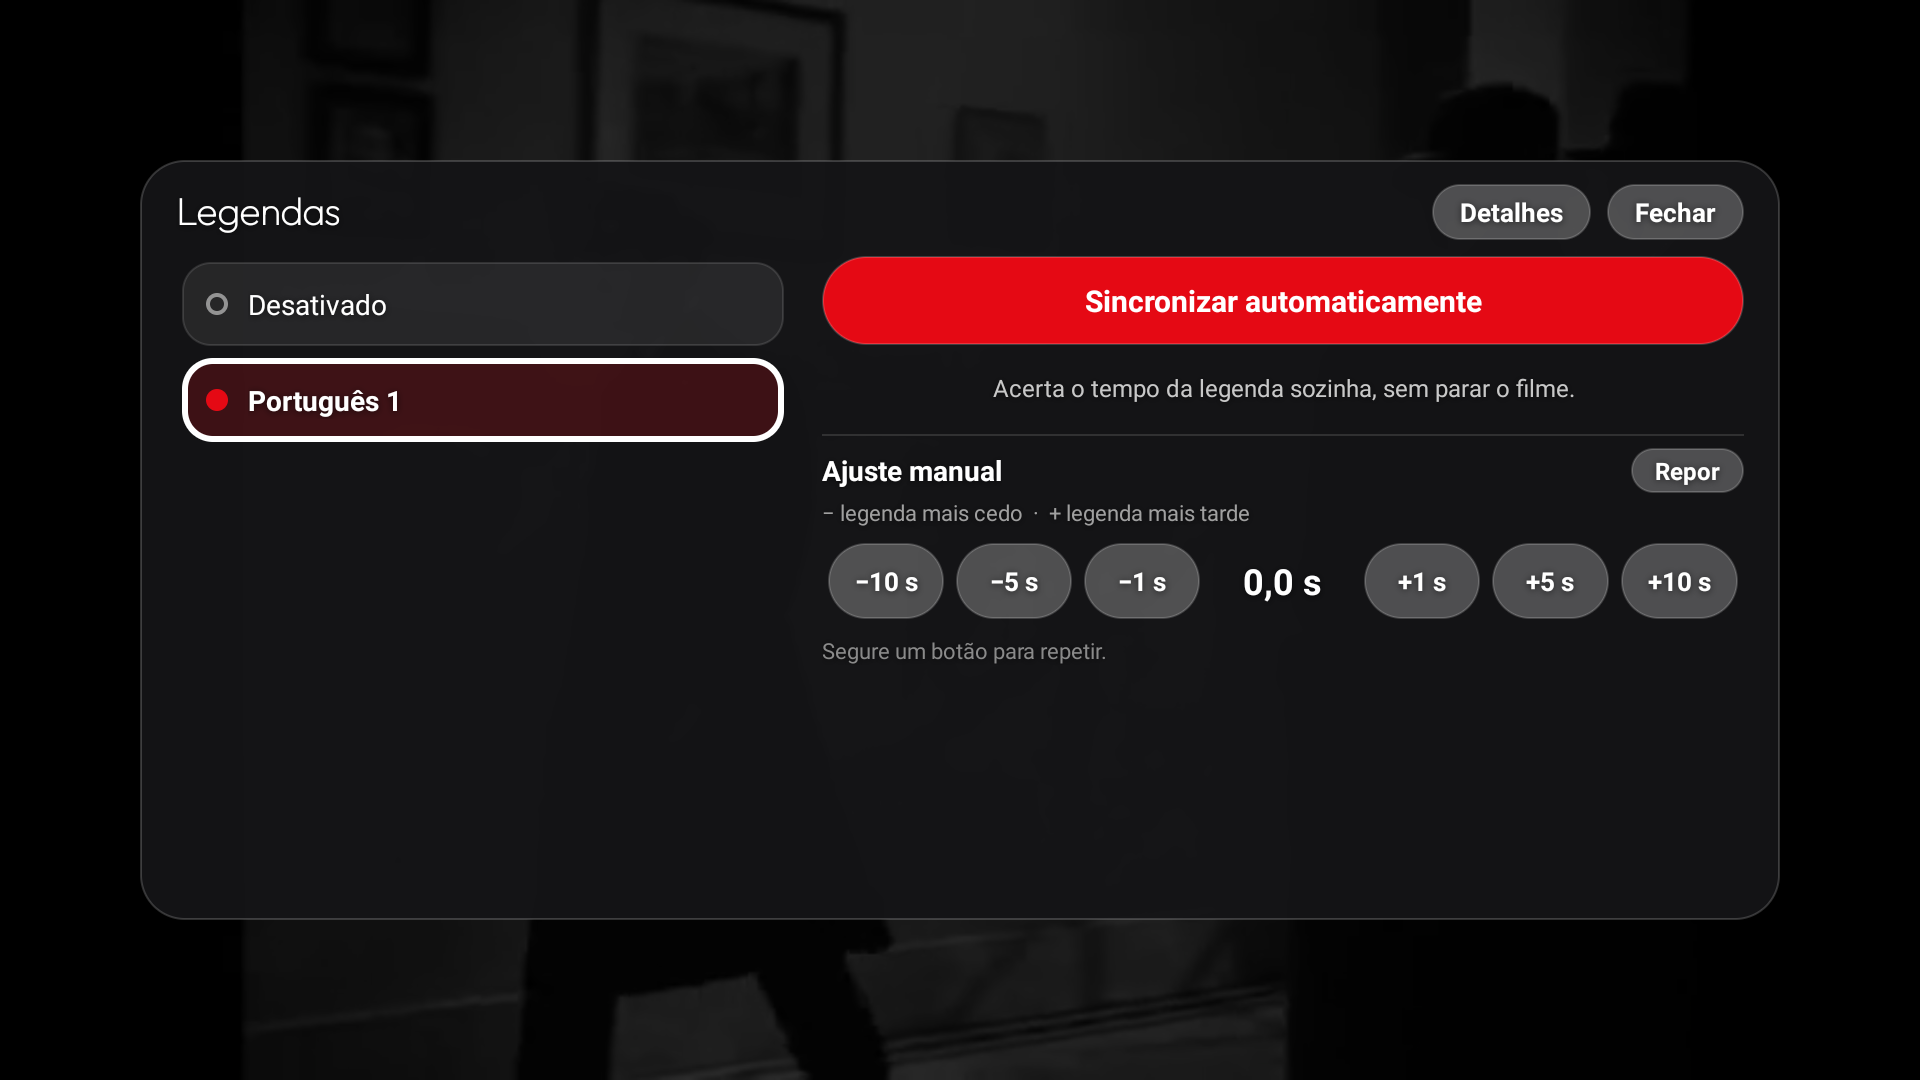 Legendas
Detalhes
Fechar
Desativado
Português 1
Sincronizar automaticamente
Acerta o tempo da legenda sozinha, sem parar o filme.
Ajuste manual
Repor
− legenda mais cedo · + legenda mais tarde
−10 s
−5 s
−1 s
0,0 s
+1 s
+5 s
+10 s
Segure um botão para repetir.